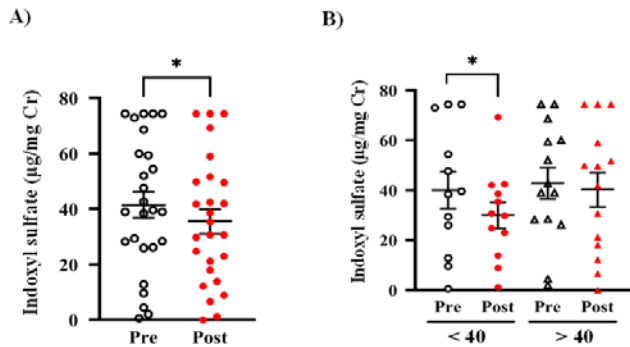 A)
*
Indoxyl sulfate (µg/mg Cr)
80
60
40
20
0
Pre Post
B)
*
Indoxyl sulfate (µg/mg Cr)
80
60
40
20
0
Pre Post Pre Post
< 40 > 40